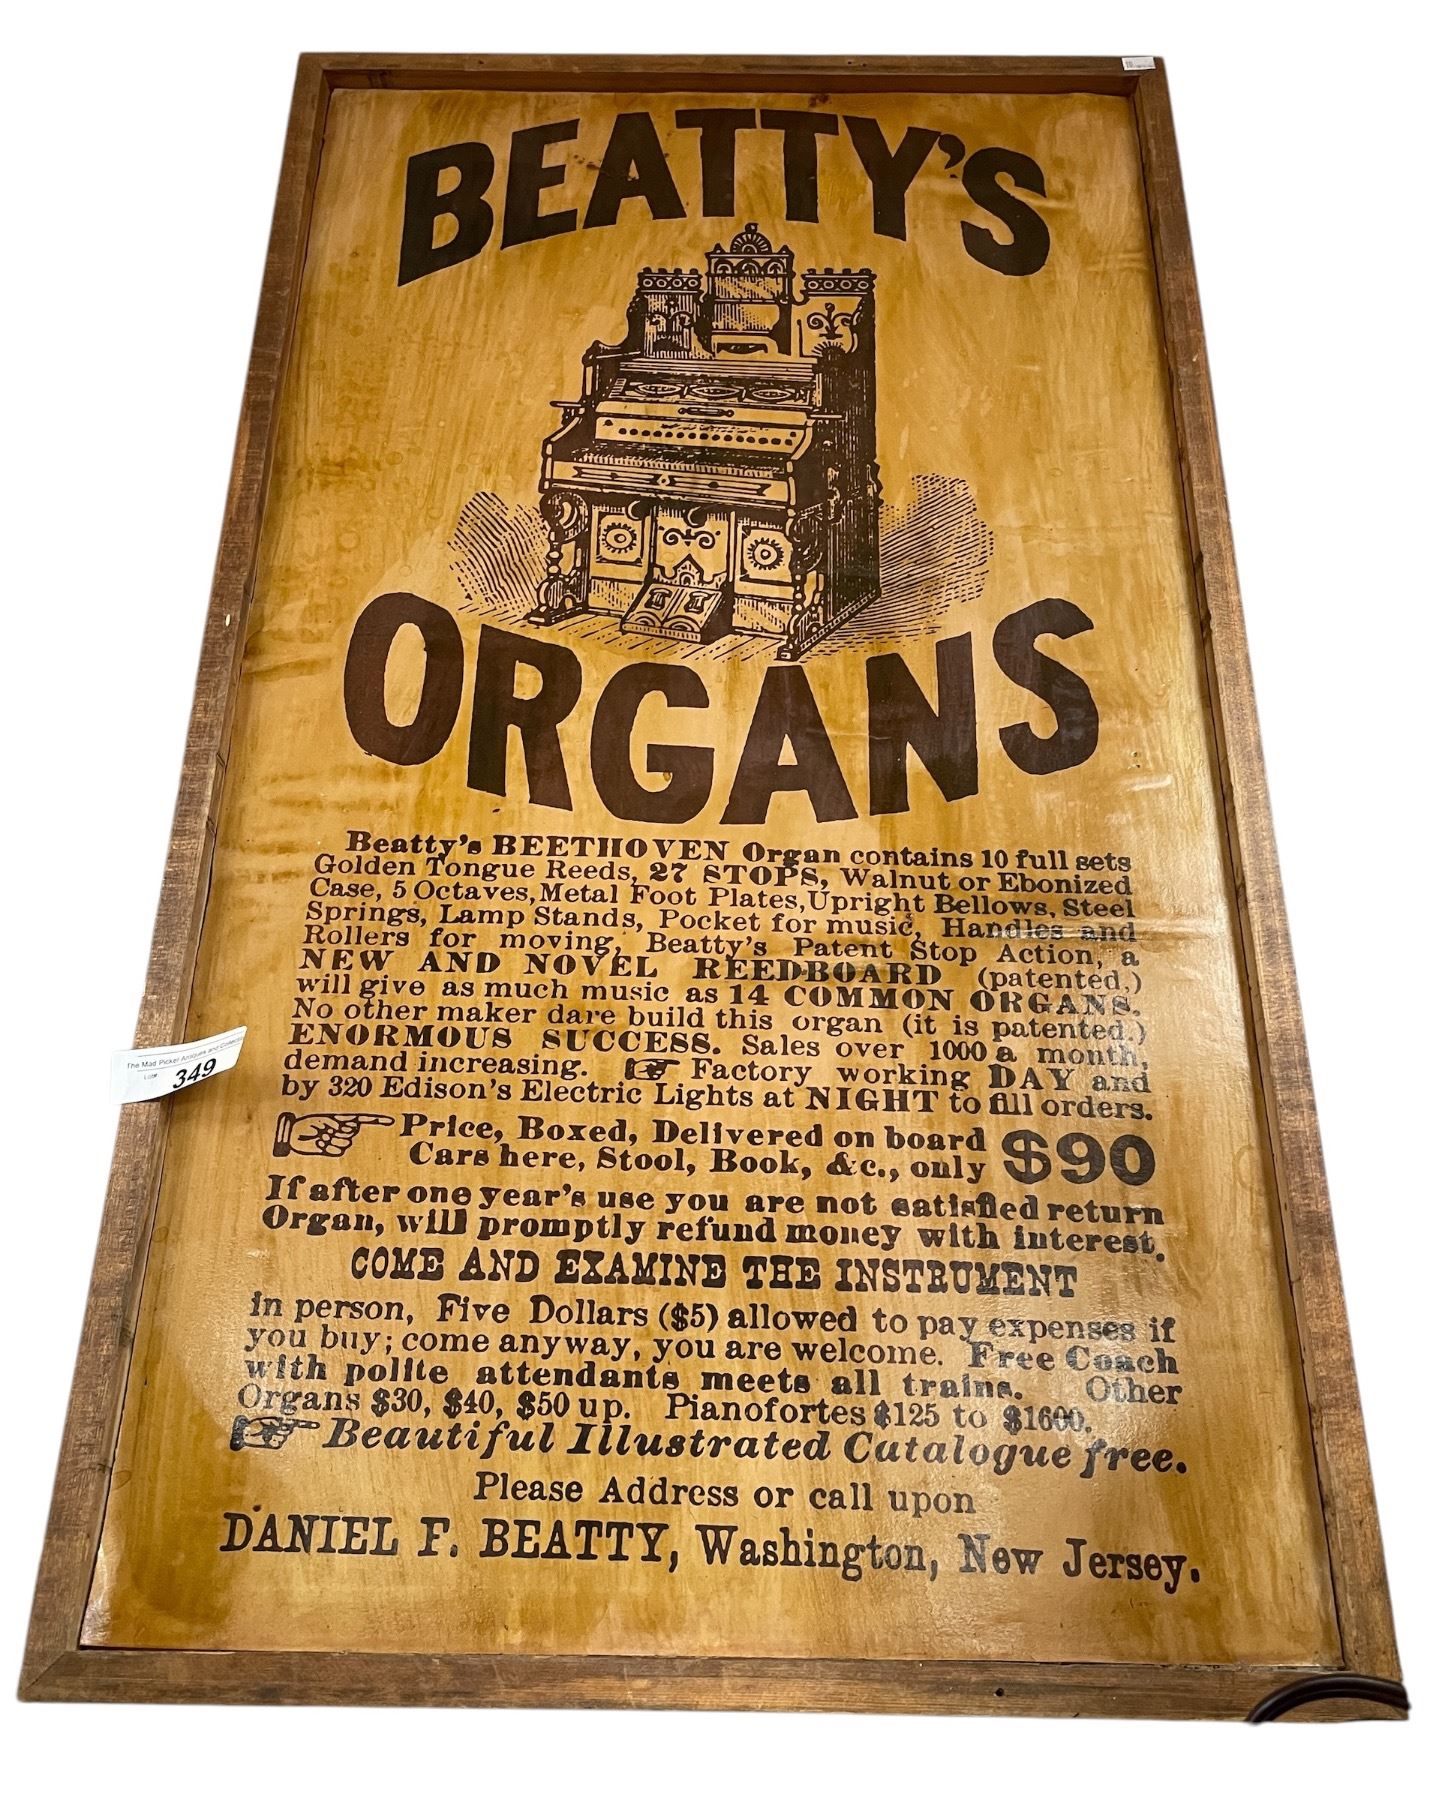 BEATTY'S
ORGANS
Beatty's BEETHOVEN Organ contains 10 full sets
Golden Tongue Reeds, 27 STOPS, Walnut or Ebonized
Case, 5 Octaves, Metal Foot Plates, Upright Bellows, Steel
Springs, Lamp Stands, Pocket for music, Handles and
Rollers for moving, Beatty's Patent Stop Action, a
NEW AND NOVEL REEDBOARD (patented,)
will give as much music as 14 COMMON ORGANS.
No other maker dare build this organ (it is patented.)
ENORMOUS SUCCESS. Sales over 1000 a month,
demand increasing. ☞ Factory working DAY and
by 320 Edison's Electric Lights at NIGHT to fill orders.
☞ Price, Boxed, Delivered on board
Cars here, Stool, Book, &c., only $90
If after one year's use you are not satisfied return
Organ, will promptly refund money with interest.
COME AND EXAMINE THE INSTRUMENT
in person, Five Dollars ($5) allowed to pay expenses if
you buy; come anyway, you are welcome. Free Coach
with polite attendants meets all trains. Other
Organs $30, $40, $50 up. Pianofortes $125 to $1600.
☞ Beautiful Illustrated Catalogue free.
Please Address or call upon
DANIEL F. BEATTY, Washington, New Jersey.
The Mad Picker Antiques and
Lot# 349